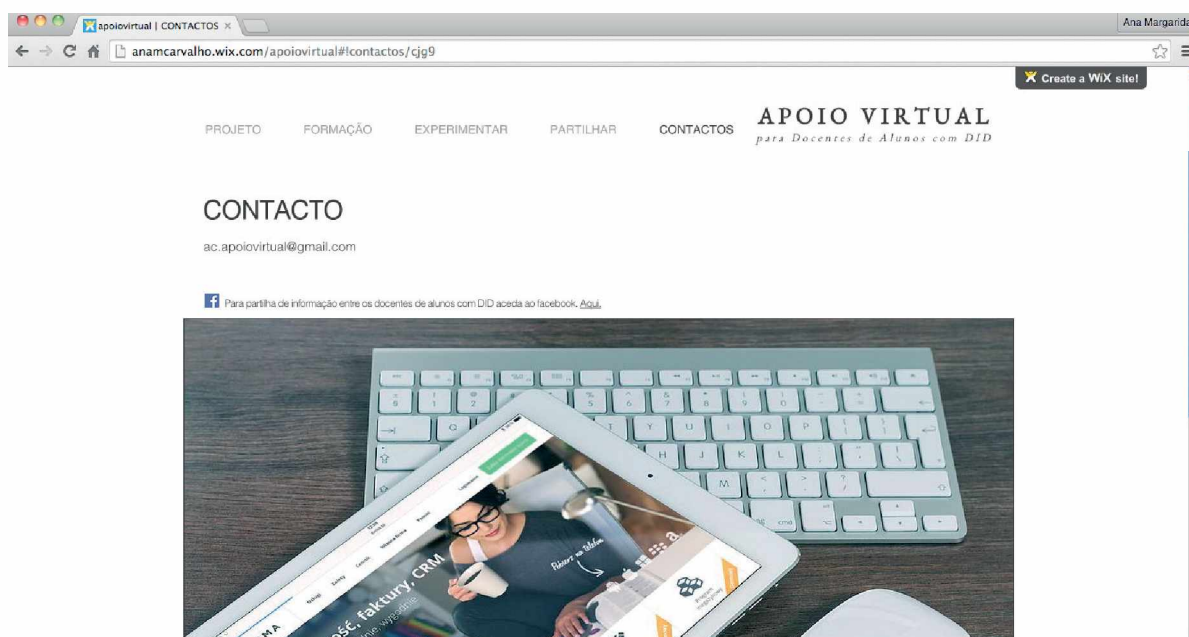 apoiovirtual | CONTACTOS
Ana Margarida
anamcarvalho.wix.com/apoiovirtual#!contactos/cjg9
Create a WiX site!
PROJETO FORMAÇÃO EXPERIMENTAR PARTILHAR CONTACTOS
APOIO VIRTUAL
para Docentes de Alunos com DID
CONTACTO
ac.apoiovirtual@gmail.com
Para partilha de informação entre os docentes de alunos com DID aceda ao facebook. Aqui.
faktury, CRM